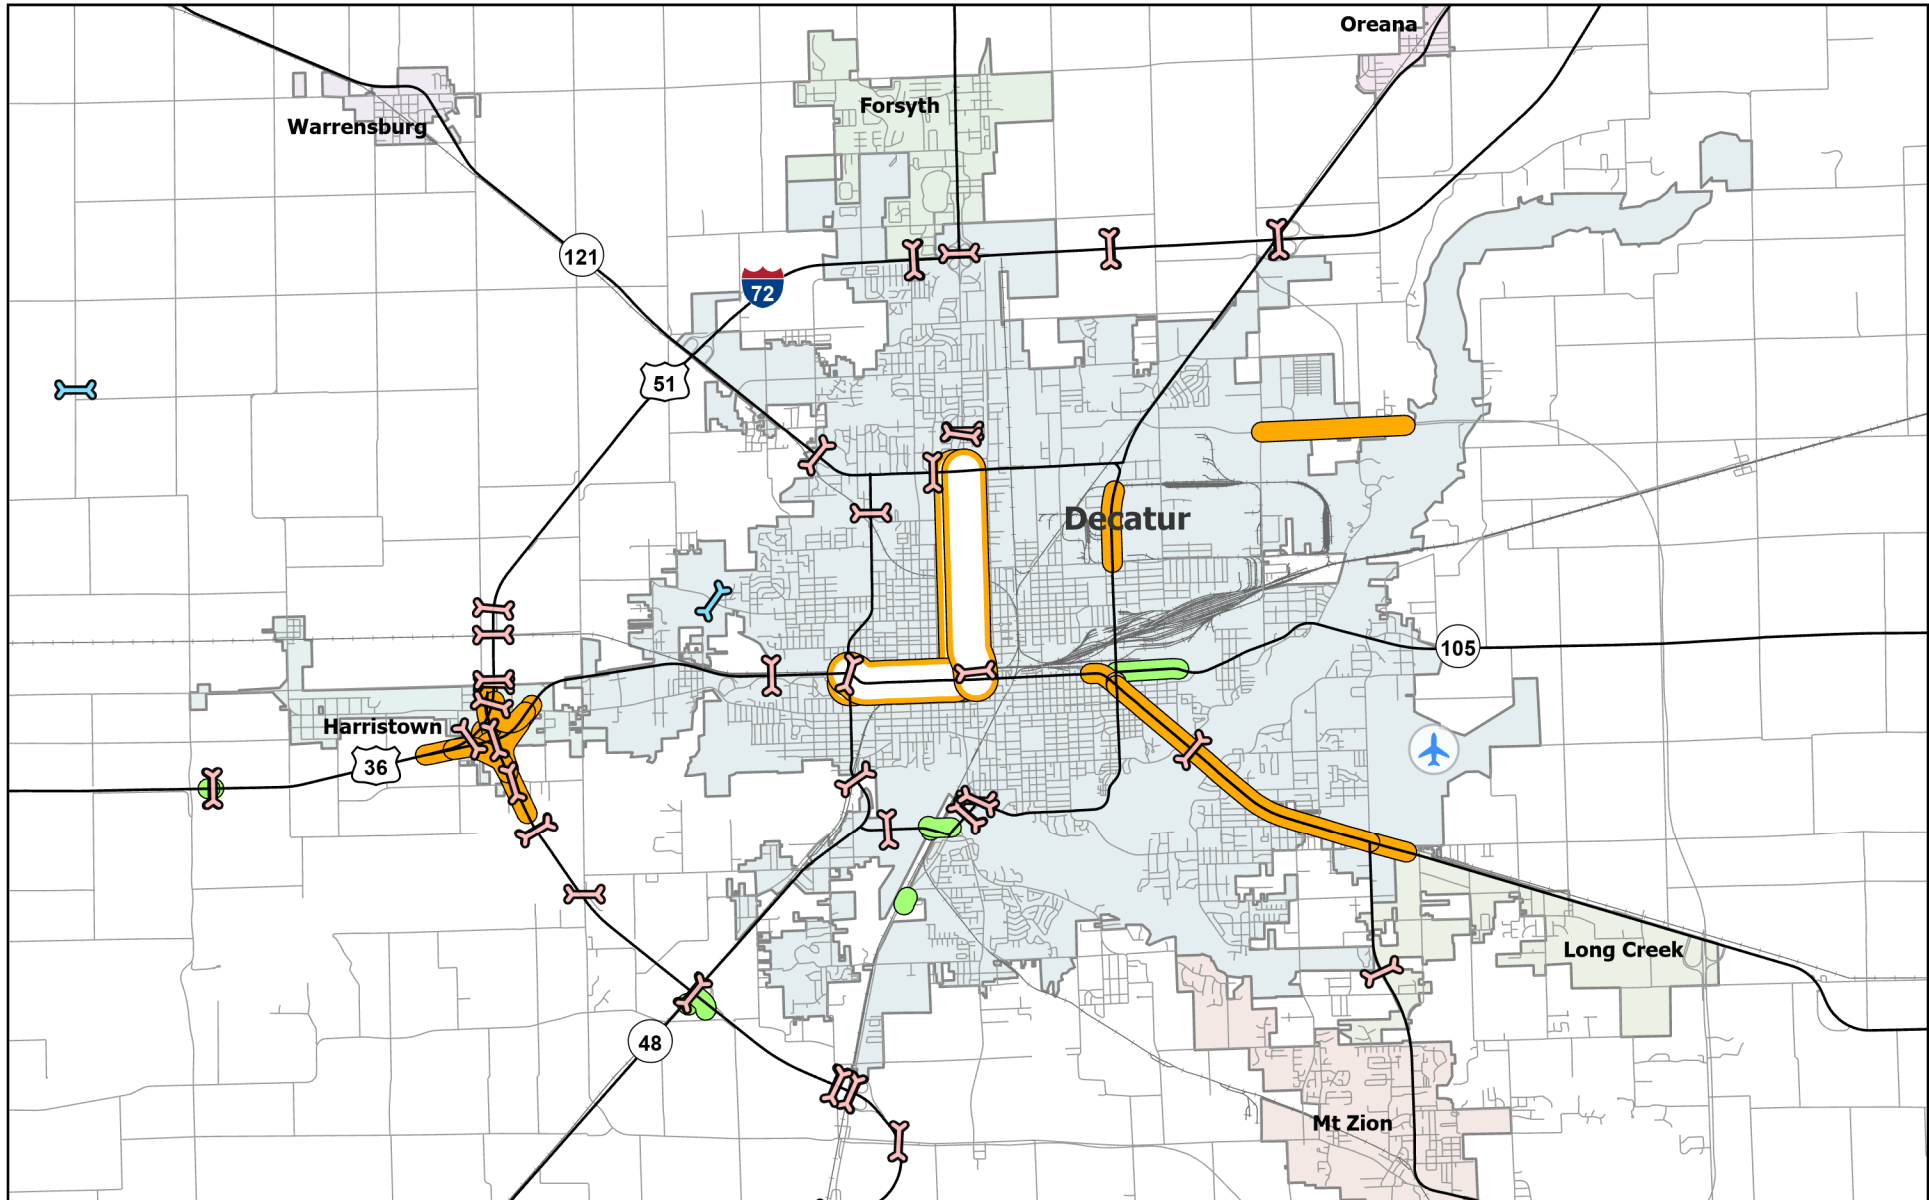 Oreana
Forsyth
Warrensburg
121
72
51
Decatur
105
Harristown
36
Long Creek
48
Mt Zion